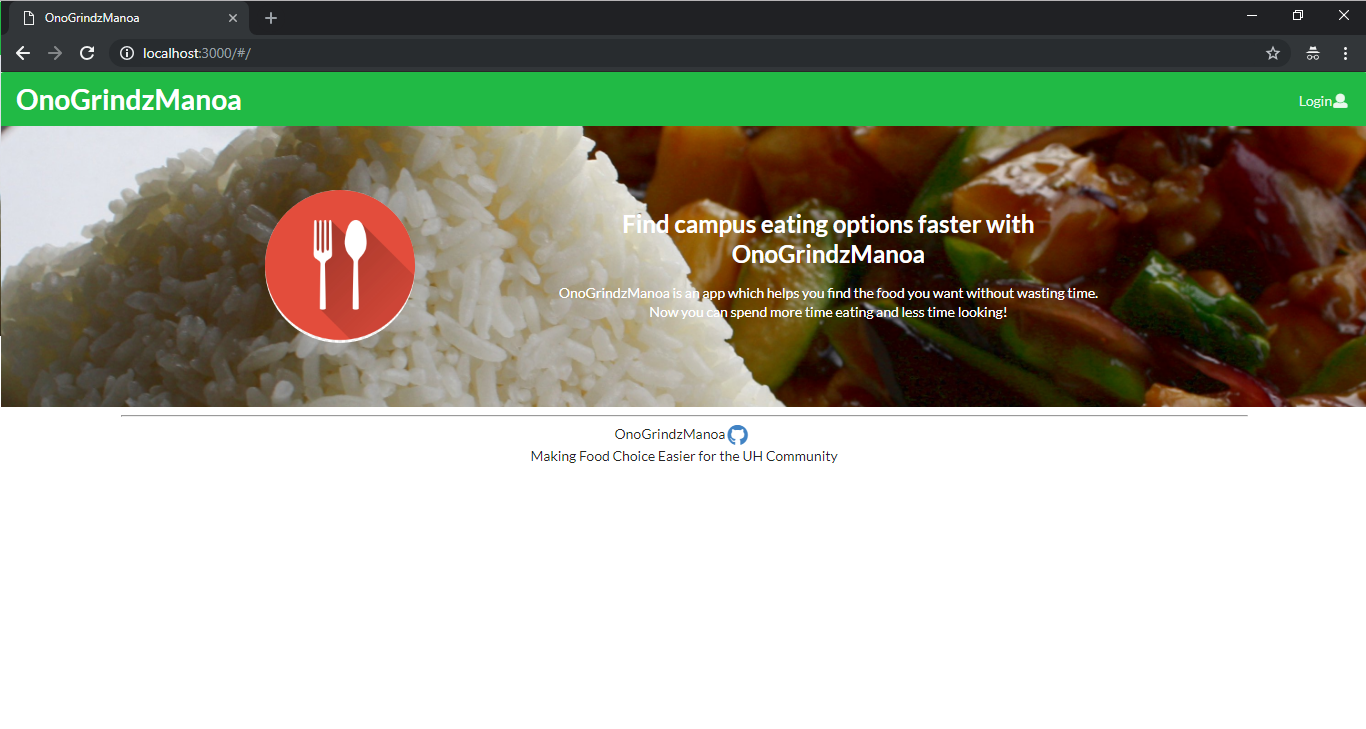 OnoGrindzManoa
localhost:3000/#/
OnoGrindzManoa
Login
Find campus eating options faster with
OnoGrindzManoa
OnoGrindzManoa is an app which helps you find the food you want without wasting time.
Now you can spend more time eating and less time looking!
OnoGrindzManoa
Making Food Choice Easier for the UH Community